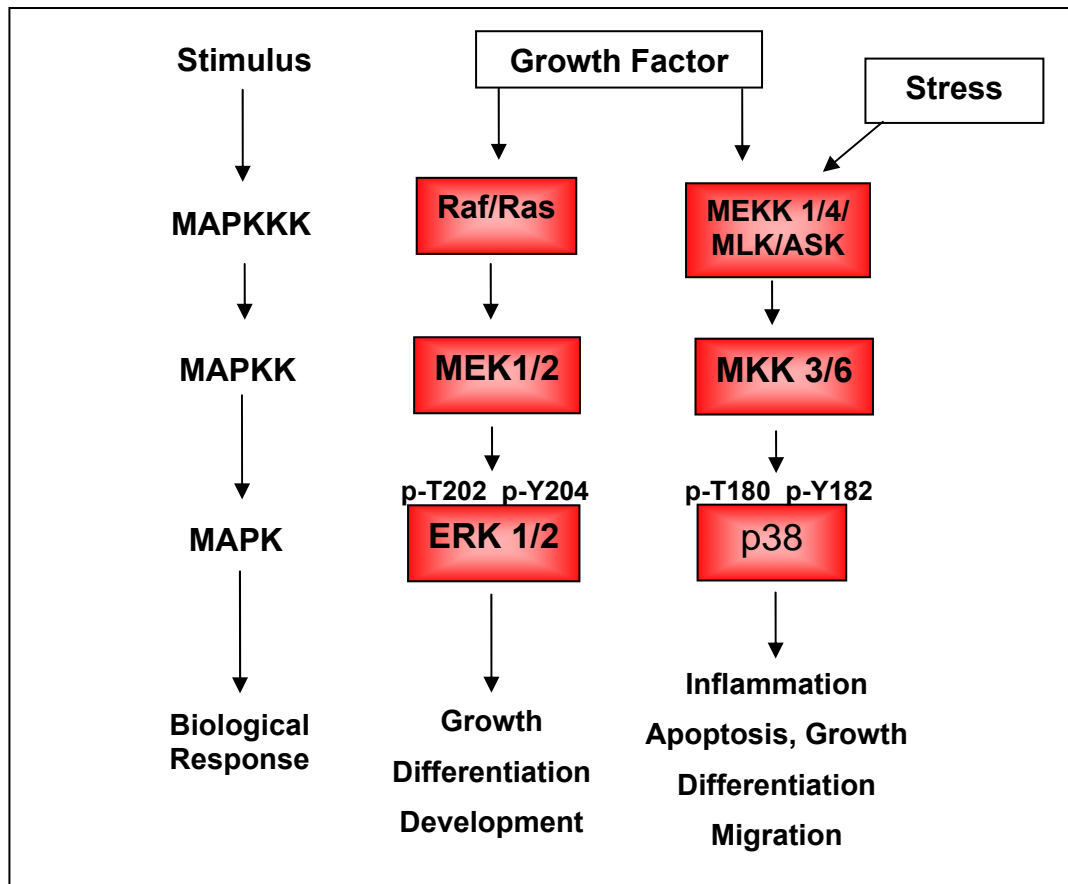 Stimulus
Growth Factor
Stress
MAPKKK
Raf/Ras
MEKK 1/4/
MLK/ASK
MAPKK
MEK1/2
MKK 3/6
p-T202 p-Y204
p-T180 p-Y182
MAPK
ERK 1/2
p38
Biological
Response
Growth
Differentiation
Development
Inflammation
Apoptosis, Growth
Differentiation
Migration